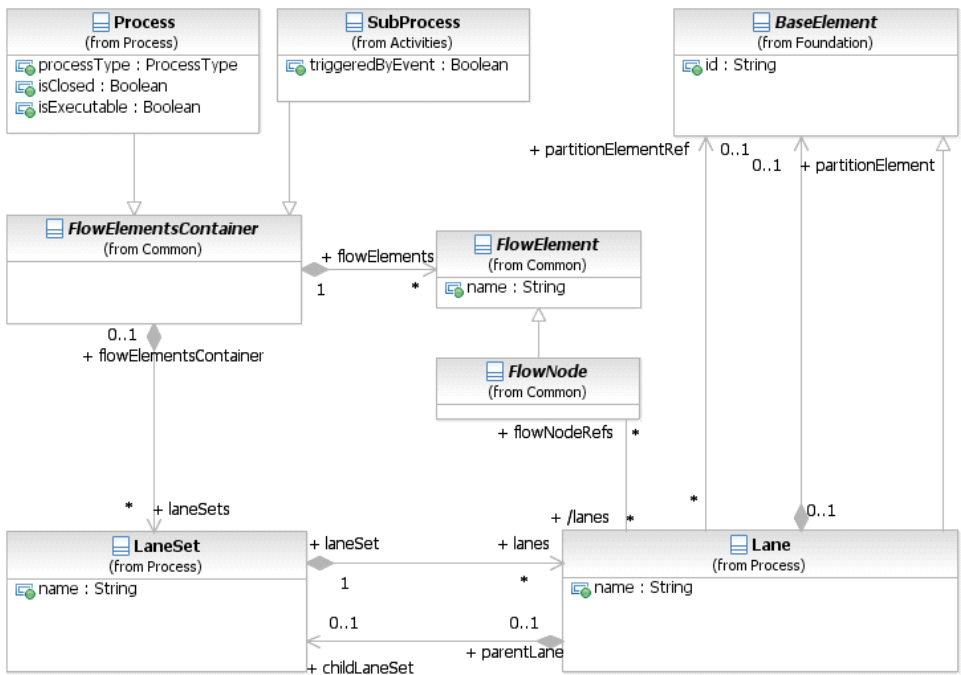 Process
(from Process)
processType : ProcessType
isClosed : Boolean
isExecutable : Boolean
SubProcess
(from Activities)
triggeredByEvent : Boolean
BaseElement
(from Foundation)
id : String
+ partitionElementRef
0..1
0..1
+ partitionElement
FlowElementsContainer
(from Common)
+ flowElements
1
*
FlowElement
(from Common)
name : String
0..1
+ flowElementsContainer
FlowNode
(from Common)
+ flowNodeRefs
*
*
+ laneSets
+ /lanes
*
*
0..1
LaneSet
(from Process)
name : String
+ laneSet
1
+ lanes
*
0..1
0..1
+ parentLane
+ childLaneSet
Lane
(from Process)
name : String